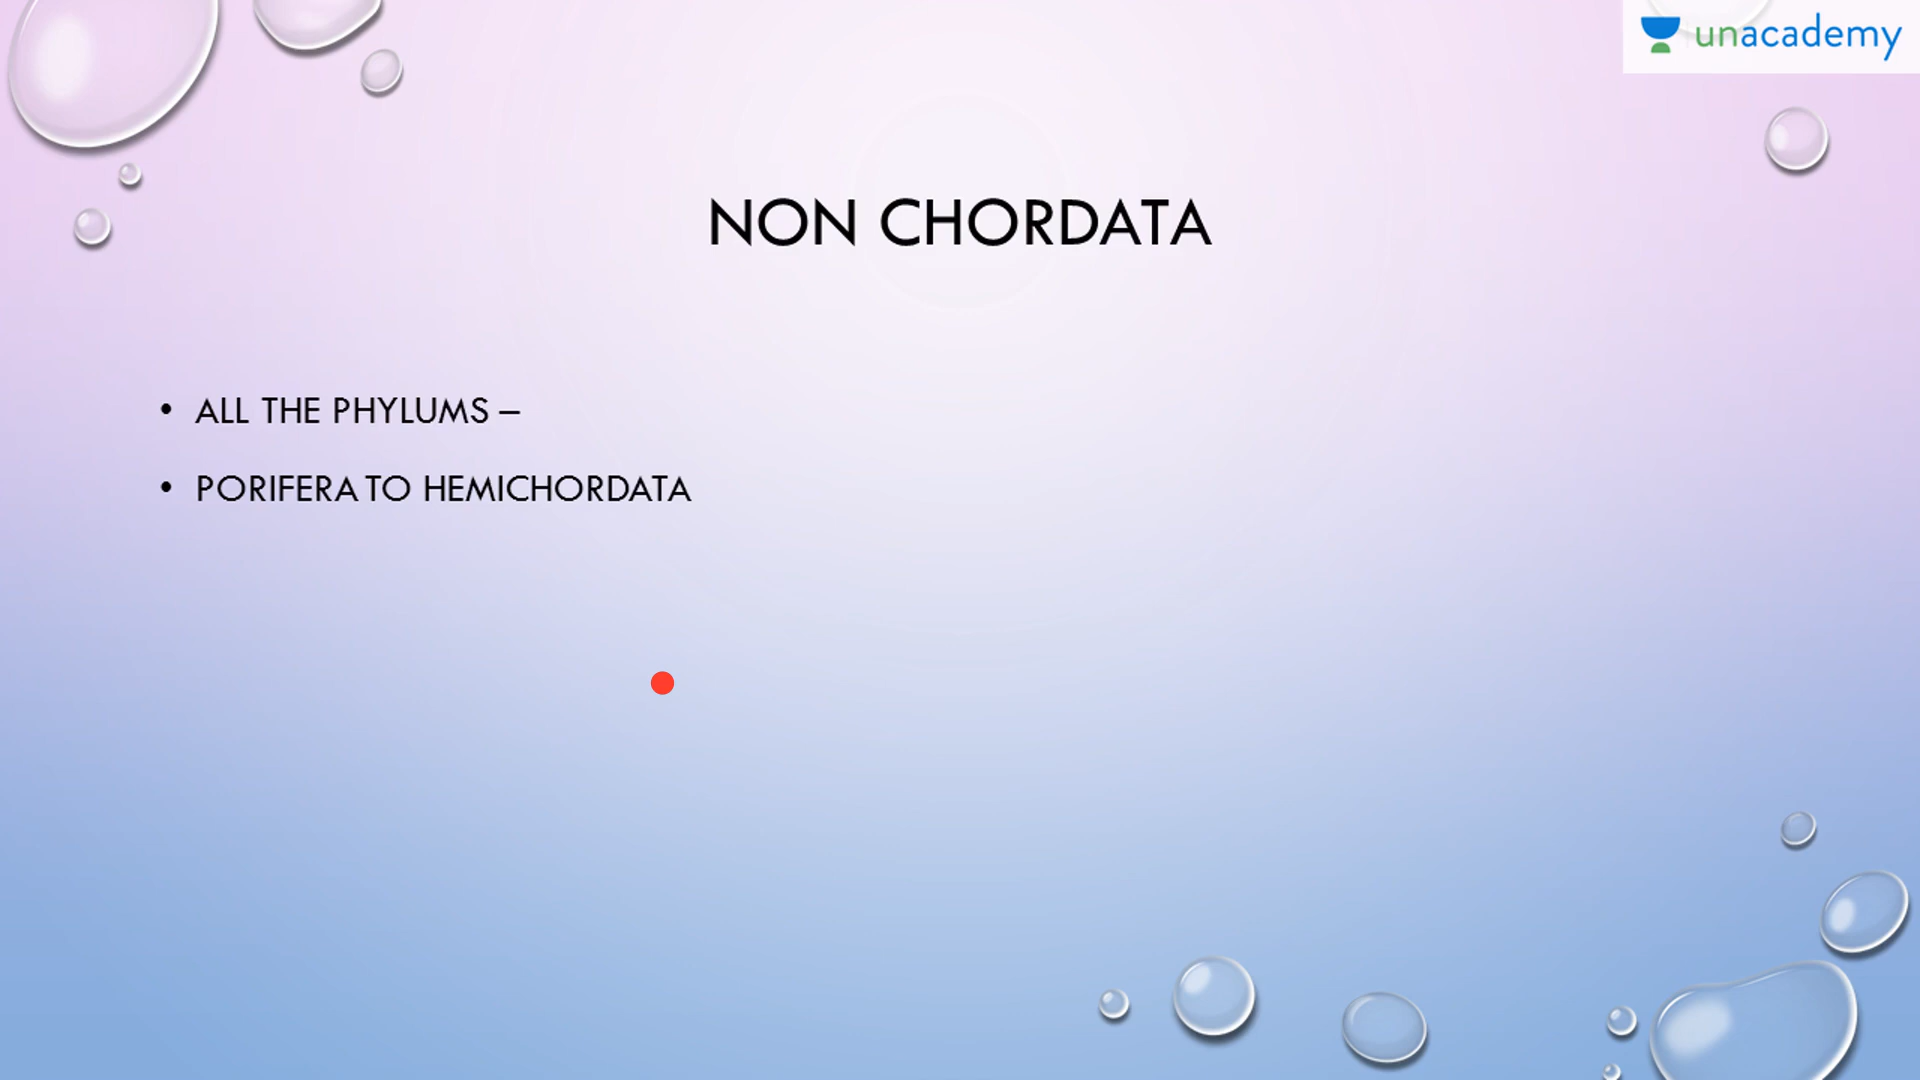 unacademy
NON CHORDATA
• ALL THE PHYLUMS –
• PORIFERA TO HEMICHORDATA